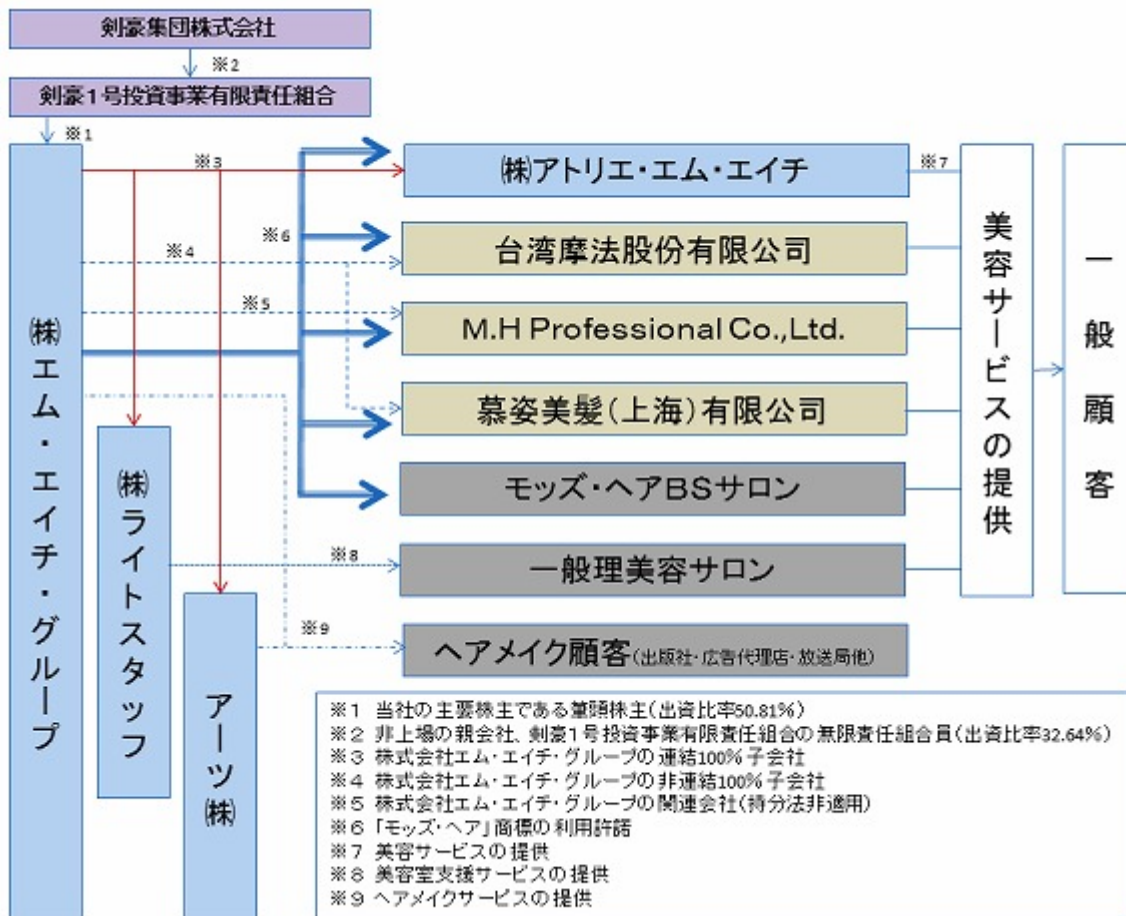 剣豪集団株式会社
※2
剣豪1号投資事業有限責任組合
※1
㈱エム・エイチ・グループ
※3
㈱アトリエ・エム・エイチ
※7
※6
※4
台湾摩法股份有限公司
※5
M.H Professional Co.,Ltd.
慕姿美髪(上海)有限公司
㈱ライトスタッフ
モッズ・ヘアBSサロン
※8
一般理美容サロン
アーツ㈱
※9
ヘアメイク顧客(出版社・広告代理店・放送局他)
美容サービスの提供
一般顧客
※1 当社の主要株主である筆頭株主(出資比率50.81%)
※2 非上場の親会社、剣豪1号投資事業有限責任組合の無限責任組合員(出資比率32.64%)
※3 株式会社エム・エイチ・グループの連結100%子会社
※4 株式会社エム・エイチ・グループの非連結100%子会社
※5 株式会社エム・エイチ・グループの関連会社(持分法非適用)
※6 「モッズ・ヘア」商標の利用許諾
※7 美容サービスの提供
※8 美容室支援サービスの提供
※9 ヘアメイクサービスの提供